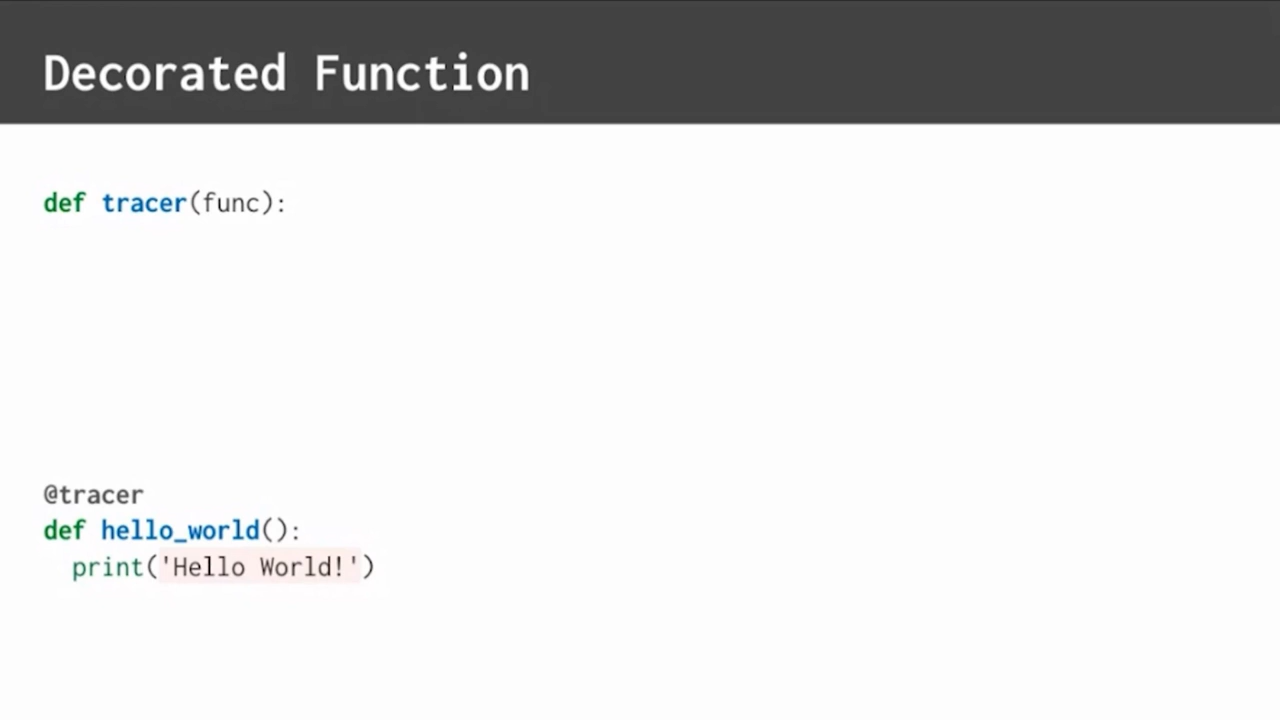 Decorated Function
def tracer(func):
@tracer
def hello_world():
  print('Hello World!')